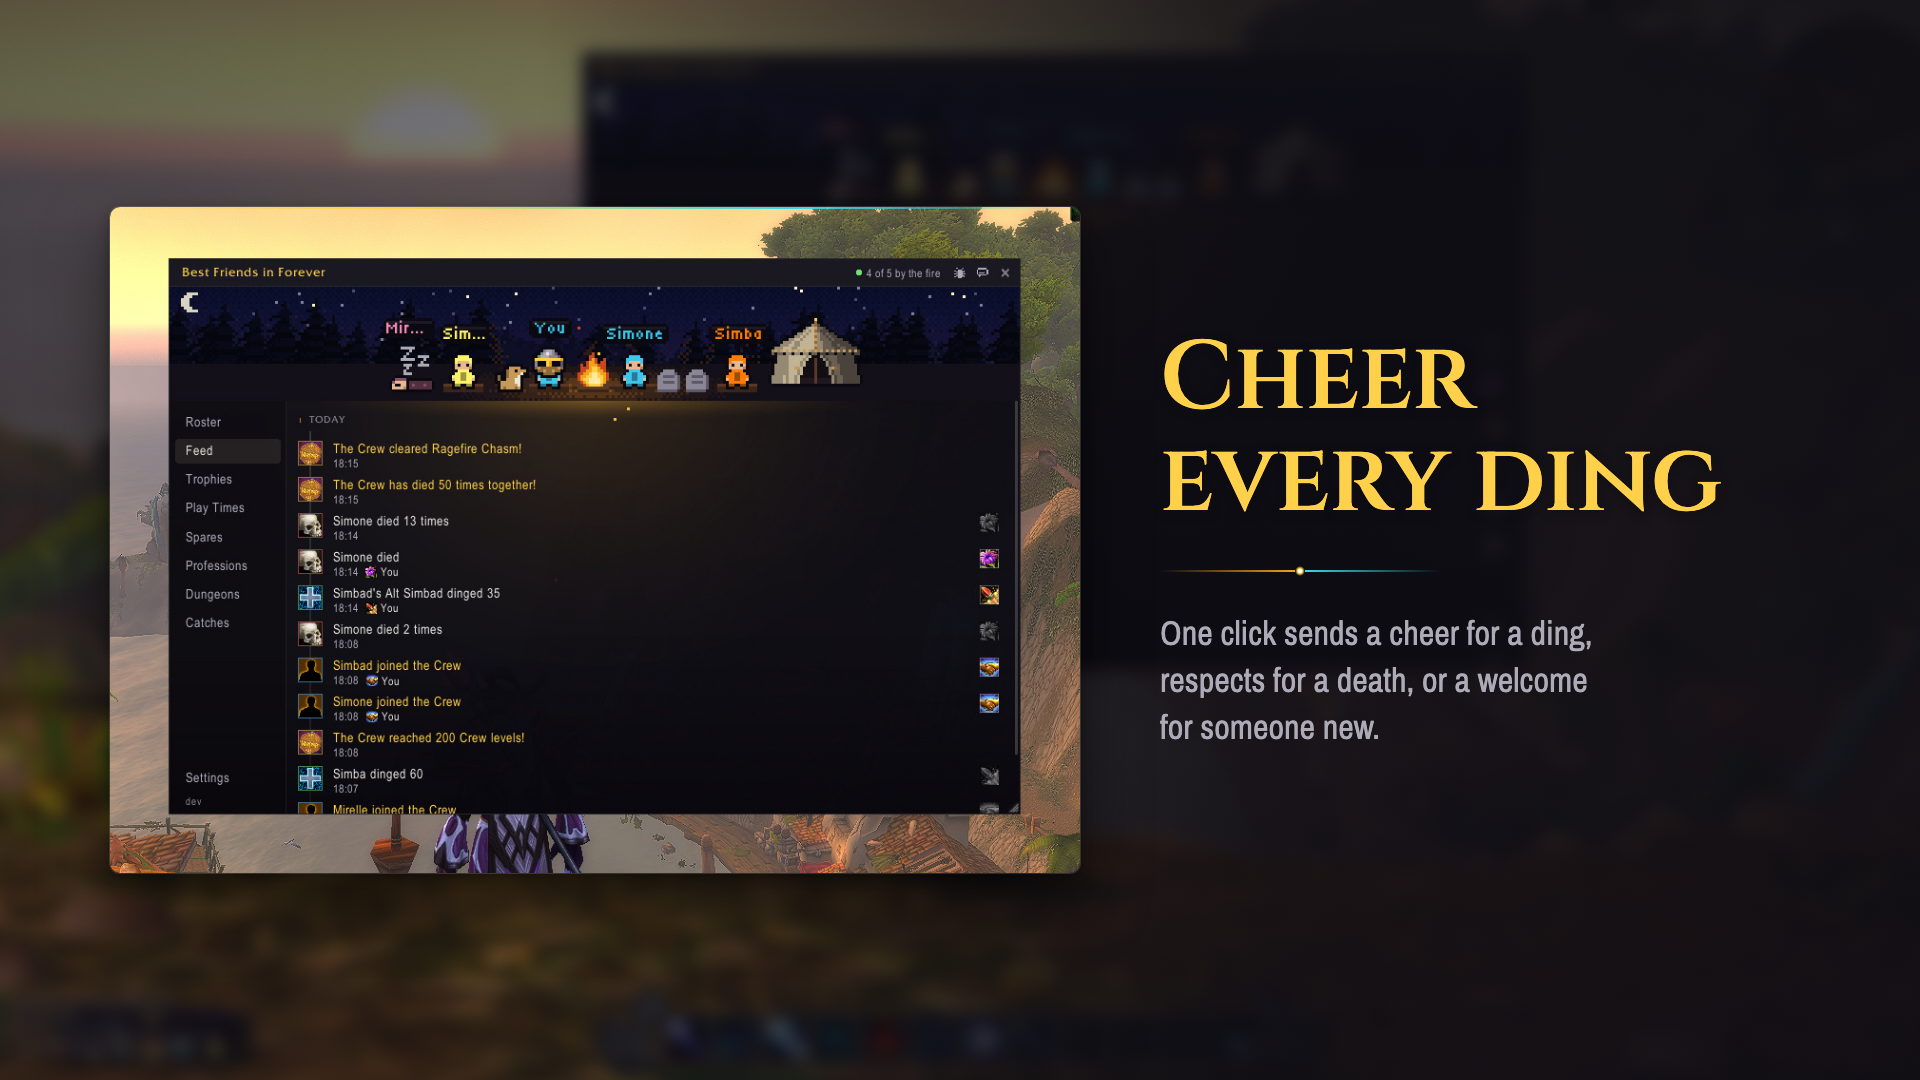 Best Friends in Forever
4 of 5 by the fire
Mir...
Sim...
You
Simone
Simba
Z
Z
Z
Roster
Feed
Trophies
Play Times
Spares
Professions
Dungeons
Catches
Settings
dev
TODAY
The Crew cleared Ragefire Chasm!
18:15
The Crew has died 50 times together!
18:15
Simone died 13 times
18:14
Simone died
18:14 You
Simbad's Alt Simbad dinged 35
18:14 You
Simone died 2 times
18:08
Simbad joined the Crew
18:08 You
Simone joined the Crew
18:08 You
The Crew reached 200 Crew levels!
18:08
Simba dinged 60
18:07
Mirelle joined the Crew
CHEER
EVERY DING
One click sends a cheer for a ding,
respects for a death, or a welcome
for someone new.